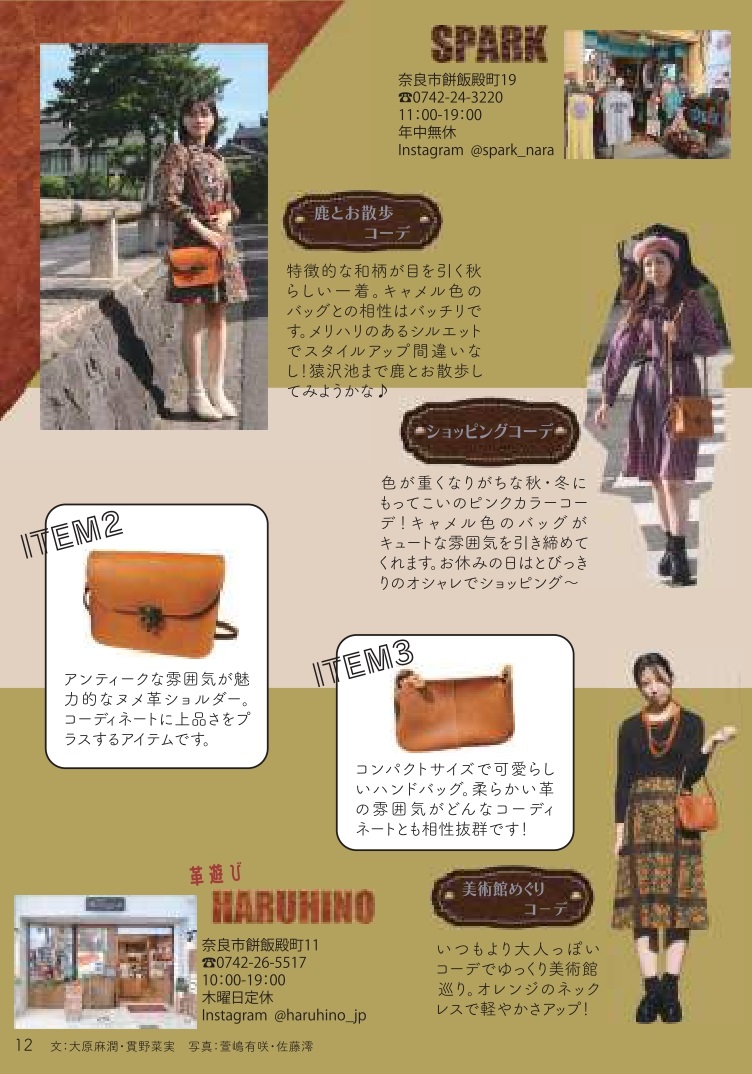 SPARK
奈良市餅飯殿町19
☎0742-24-3220
11：00-19：00
年中無休
Instagram @spark_nara
鹿とお散歩
コーデ
特徴的な和柄が目を引く秋
らしい一着。キャメル色の
バッグとの相性はバッチリで
す。メリハリのあるシルエット
でスタイルアップ間違いな
し！猿沢池まで鹿とお散歩し
てみようかな♪
ショッピングコーデ
色が重くなりがちな秋・冬に
もってこいのピンクカラーコー
デ！キャメル色のバッグが
キュートな雰囲気を引き締めて
くれます。お休みの日はとびっき
りのオシャレでショッピング〜
ITEM2
アンティークな雰囲気が魅
力的なヌメ革ショルダー。
コーディネートに上品さをプ
ラスするアイテムです。
ITEM3
コンパクトサイズで可愛らし
いハンドバッグ。柔らかい革
の雰囲気がどんなコーディ
ネートとも相性抜群です！
革遊び
HARUHINO
奈良市餅飯殿町11
☎0742-26-5517
10：00-19：00
木曜日定休
Instagram @haruhino_jp
美術館めぐり
コーデ
いつもより大人っぽい
コーデでゆっくり美術館
巡り。オレンジのネック
レスで軽やかさアップ！
12 文：大原麻潤・貫野菜実 写真：萱嶋有咲・佐藤澪